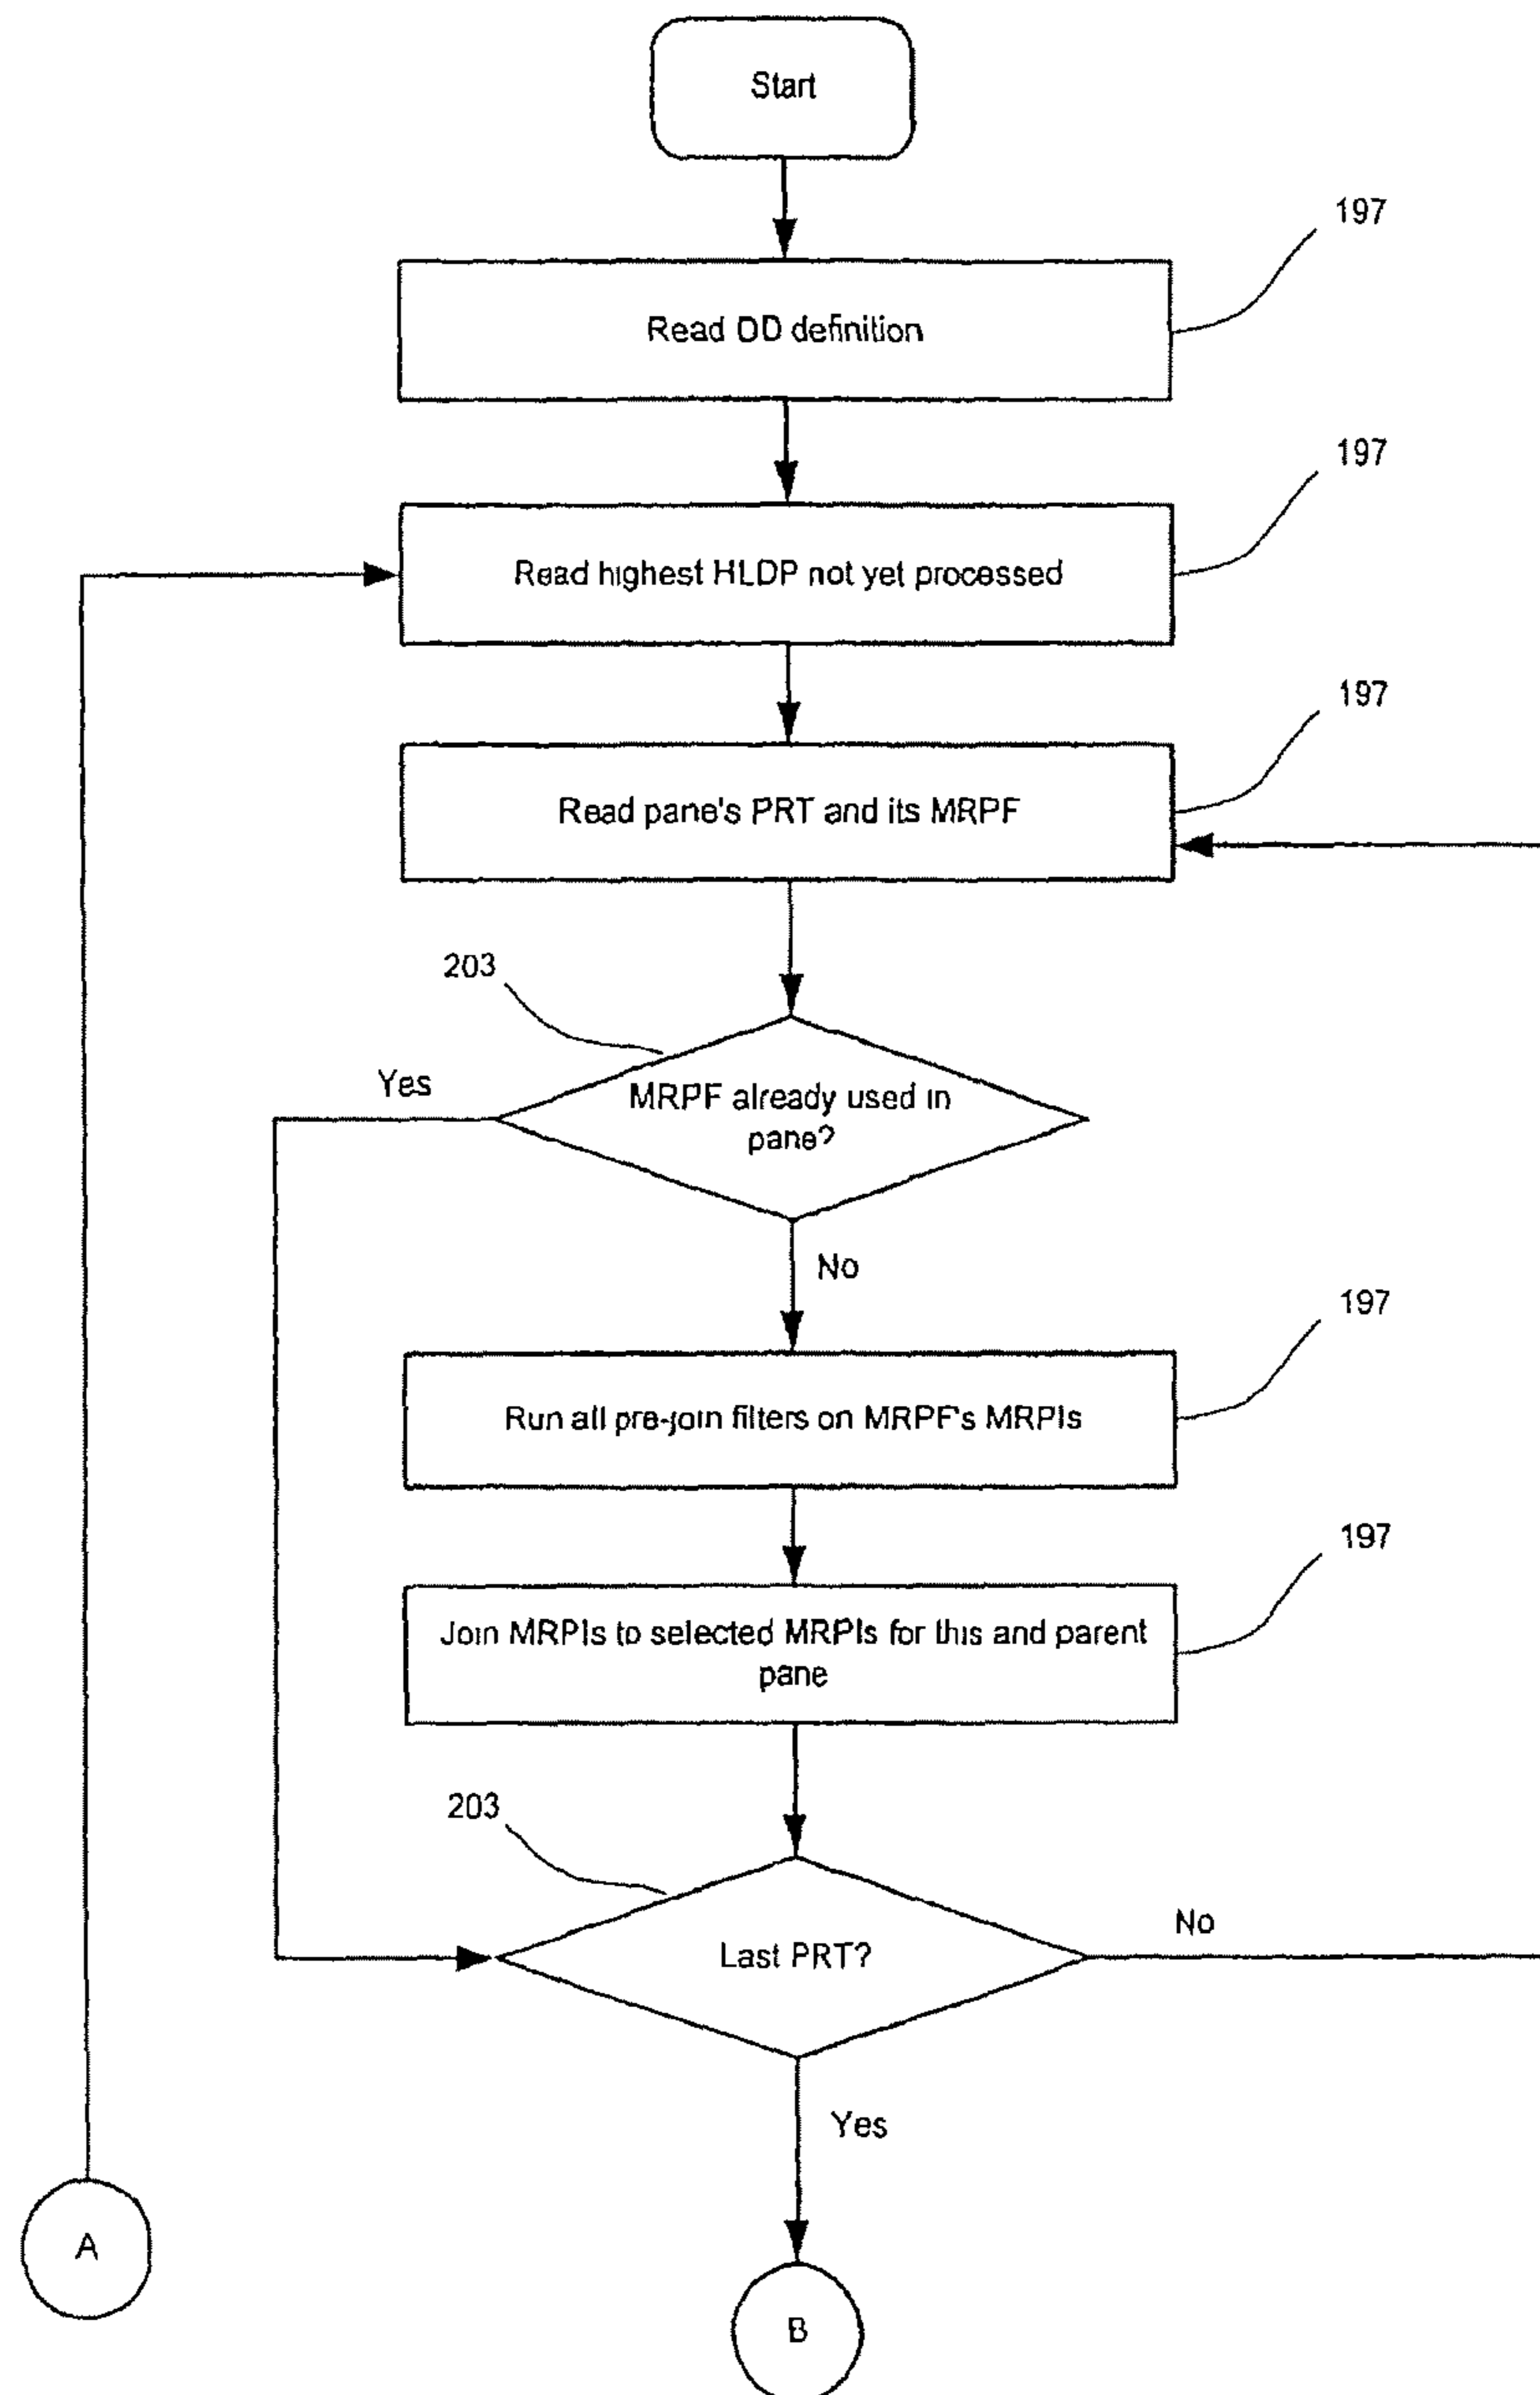 Start
197
Read OD definition
197
Read highest HLDP not yet processed
197
Read pane's PRT and its MRPF
203
Yes
MRPF already used in
pane?
No
197
Run all pre-join filters on MRPF's MRPIs
197
Join MRPIs to selected MRPIs for this and parent
pane
203
No
Last PRT?
Yes
A
B